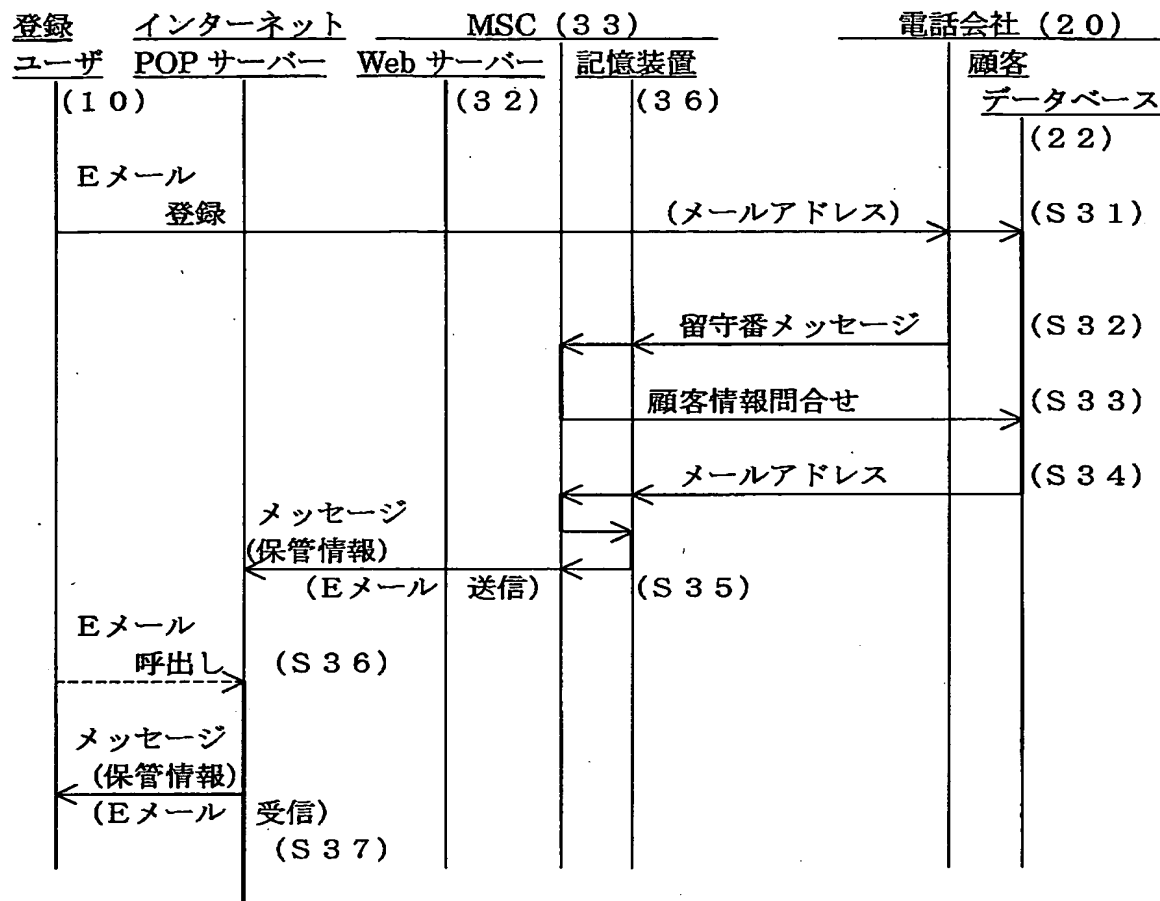 登録 インターネット MSC (33) 電話会社 (20)
ユーザ POPサーバー Webサーバー 記憶装置 顧客
(10) (32) (36) データベース
(22)
Eメール
登録 (メールアドレス) (S31)
留守番メッセージ (S32)
顧客情報問合せ (S33)
メールアドレス (S34)
メッセージ
(保管情報)
(Eメール 送信) (S35)
Eメール
呼出し (S36)
メッセージ
(保管情報)
(Eメール 受信)
(S37)